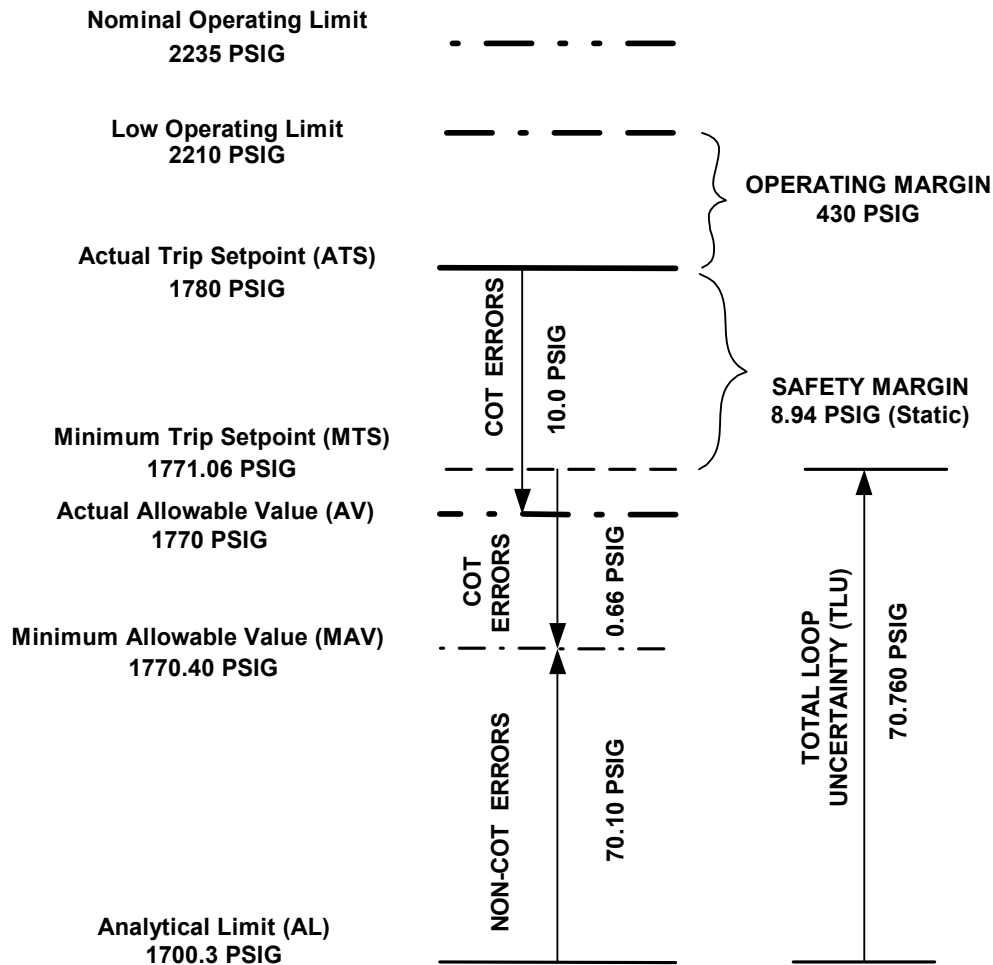 Nominal Operating Limit
2235 PSIG
Low Operating Limit
2210 PSIG
OPERATING MARGIN
430 PSIG
Actual Trip Setpoint (ATS)
1780 PSIG
COT ERRORS
10.0 PSIG
SAFETY MARGIN
8.94 PSIG (Static)
Minimum Trip Setpoint (MTS)
1771.06 PSIG
Actual Allowable Value (AV)
1770 PSIG
COT
ERRORS
0.66 PSIG
Minimum Allowable Value (MAV)
1770.40 PSIG
TOTAL LOOP
UNCERTAINTY (TLU)
70.760 PSIG
NON-COT ERRORS
70.10 PSIG
Analytical Limit (AL)
1700.3 PSIG